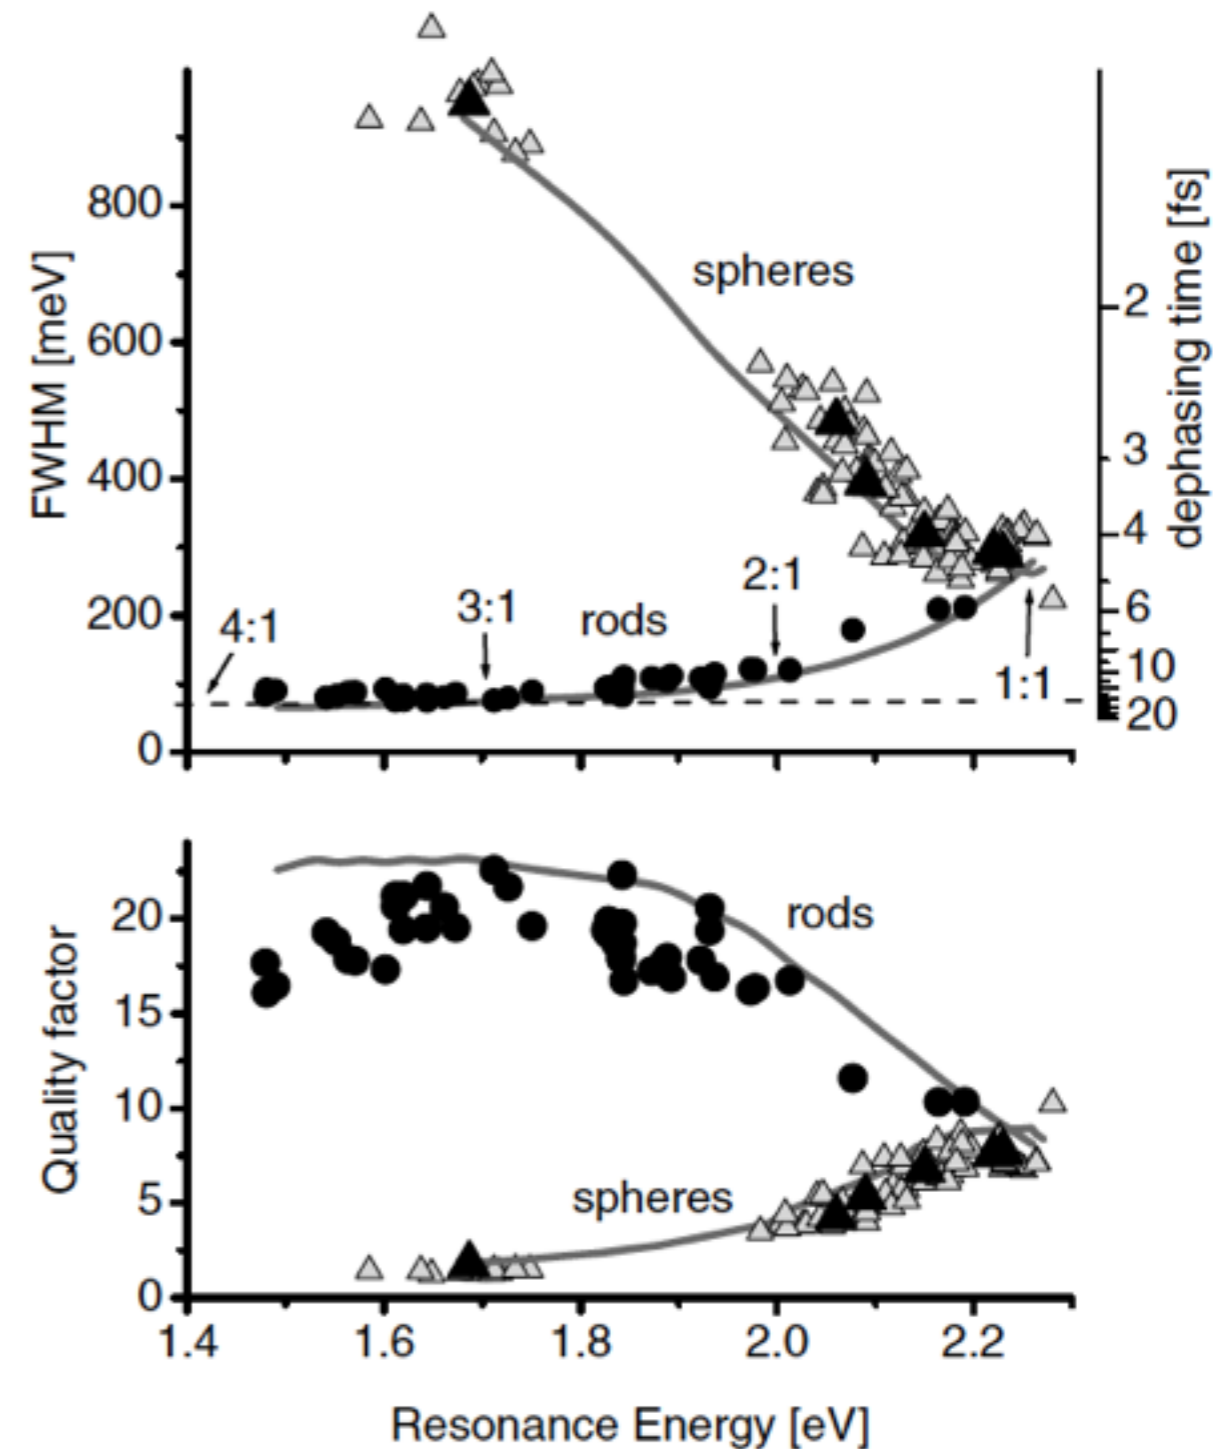 FWHM [meV]
800
600
400
200
0
spheres
rods
4:1
3:1
2:1
1:1
2
3
4
6
10
20
dephasing time [fs]
Quality factor
20
15
10
5
0
rods
spheres
1.4 1.6 1.8 2.0 2.2
Resonance Energy [eV]